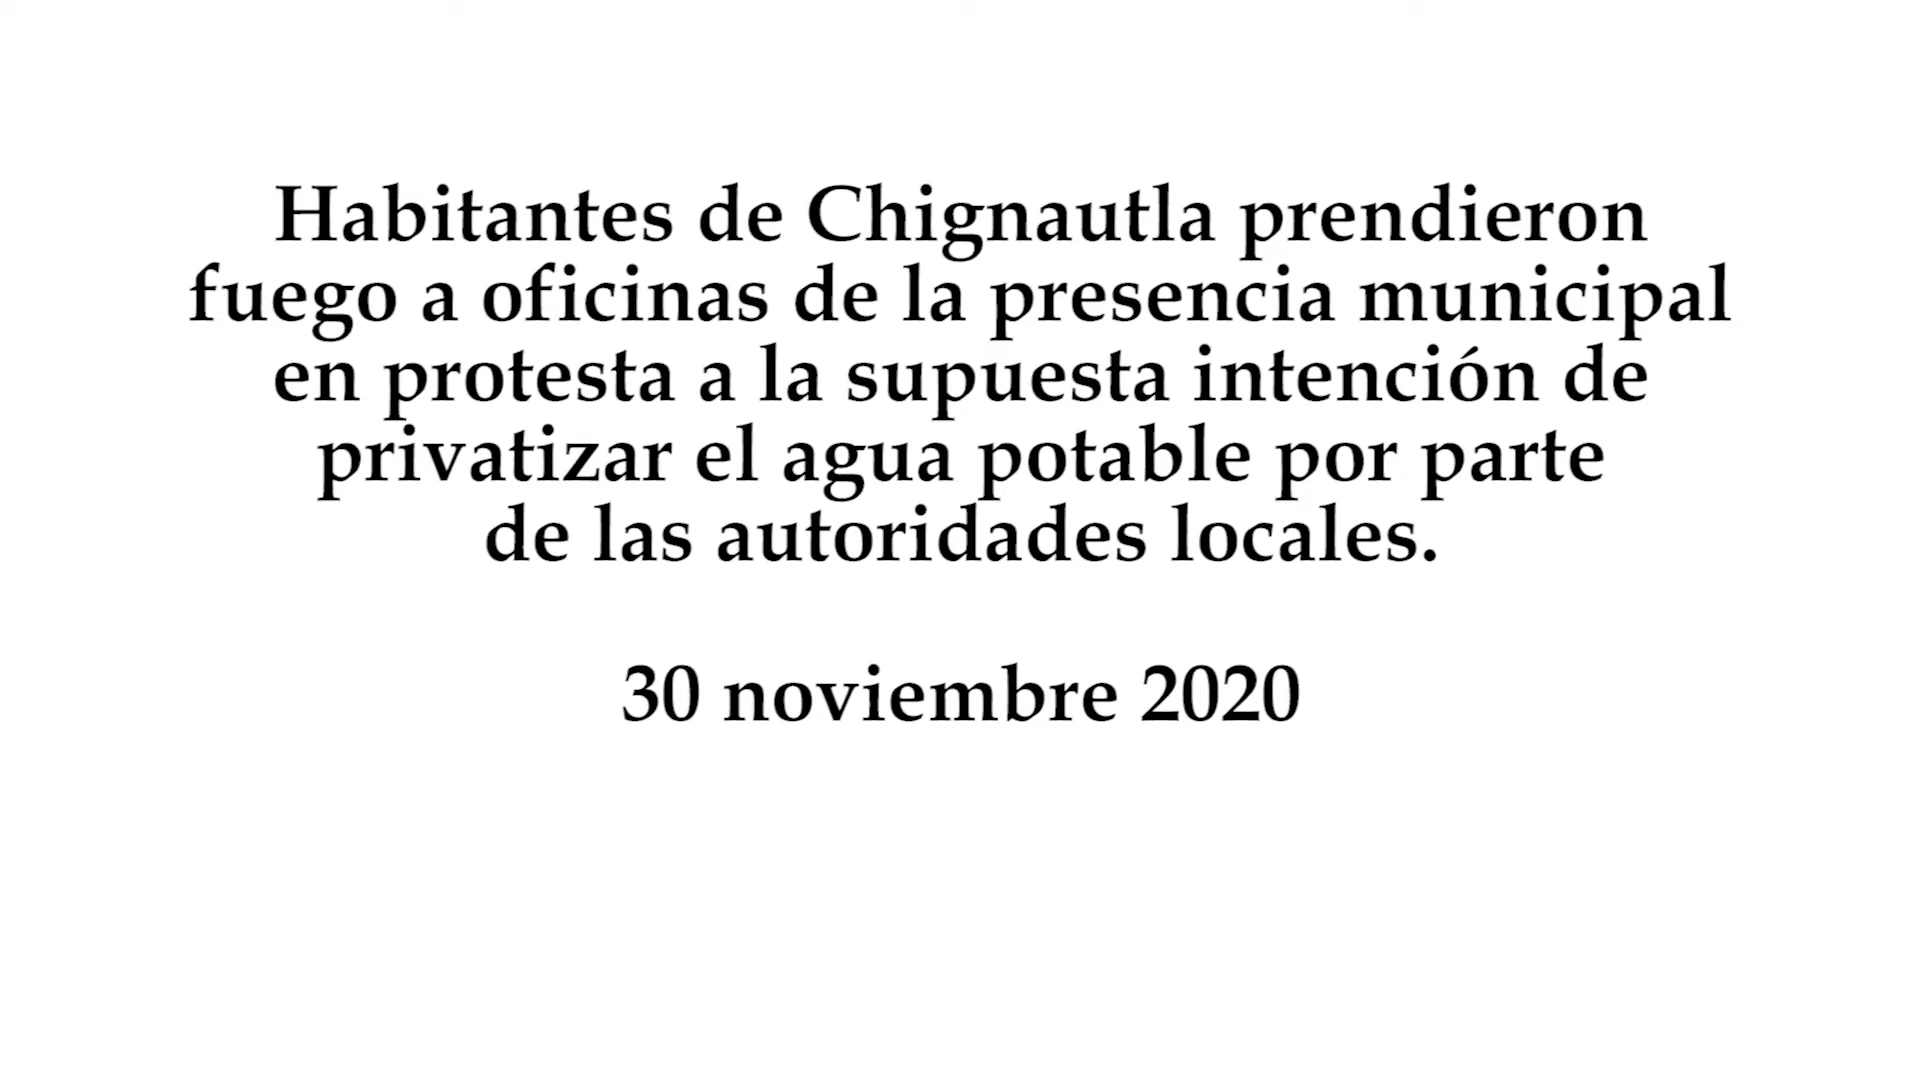 Habitantes de Chignautla prendieron
fuego a oficinas de la presencia municipal
en protesta a la supuesta intención de
privatizar el agua potable por parte
de las autoridades locales.
30 noviembre 2020